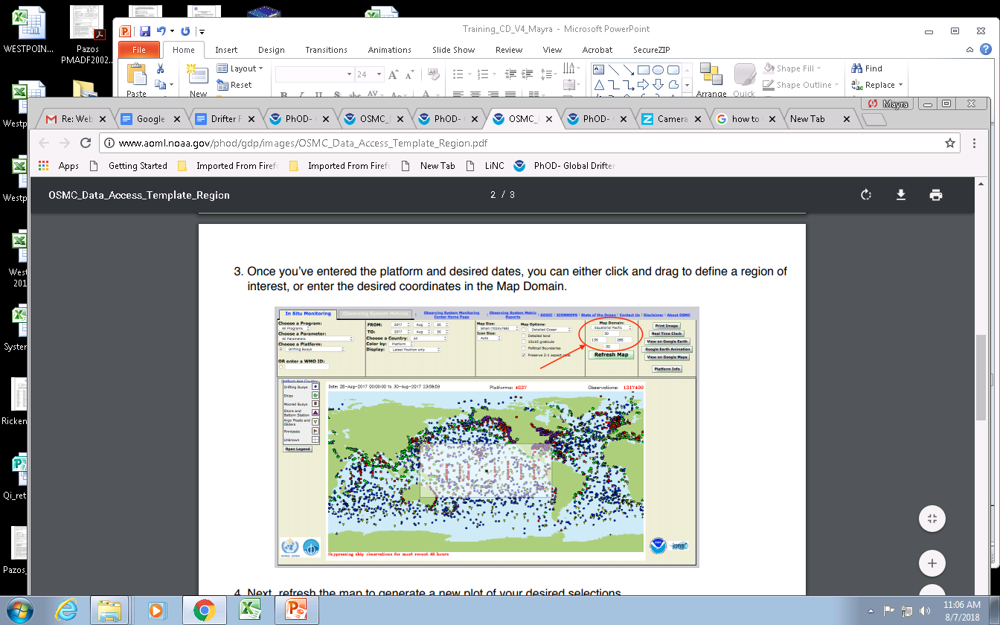 WESTPOIN...
Pazos
PMADF2002...
Training_CD_V4_Mayra - Microsoft PowerPoint
File Home Insert Design Transitions Animations Slide Show Review View Acrobat SecureZIP
Paste
New
Layout
Reset
24
Arrange
Quick
Shape Fill
Shape Outline
Find
Replace
Mayra
Re: Web
Google
Drifter F
PhOD-
OSMC_
PhOD-
OSMC_
PhOD-
Camera
how to
New Tab
www.aoml.noaa.gov/phod/gdp/images/OSMC_Data_Access_Template_Region.pdf
Apps Getting Started Imported From Firef Imported From Firef New Tab LiNC PhOD- Global Drifter
OSMC_Data_Access_Template_Region
2 / 3
3. Once you've entered the platform and desired dates, you can either click and drag to define a region of
interest, or enter the desired coordinates in the Map Domain.
In Situ Monitoring
Observing System Metrics
Observing System Monitoring
Center Home Page
Observing System Metric
Reports
GOSIC | JCOMMOPS | State of the Ocean | Contact Us | Disclaimer | About OSMC
Choose a Program:
All Programs
Choose a Parameter:
All Parameters
Choose a Platform:
Drifting Buoys
OR enter a WMO ID:
FROM: 2017 Aug 30
TO: 2017 Aug 30
Choose a Country: All
Color by: Platform
Display: Latest Position only
Map Size:
Small (1024x768)
Icon Size:
Auto
Map Options:
Detailed Ocean
Detailed land
10x10 graticule
Political Boundaries
Preserve 2:1 aspect ratio
Map Domain:
Equatorial Pacific
30
135 285
-30
Refresh Map
Print Image
Real Time Clock
View on Google Earth
Google Earth Animation
View on Google Maps
Platform Info
Drifting Buoys
Ships
Moored Buoys
Shore and
Bottom Station
Argo Floats and
Gliders
Pinnipeds
Unknown
Open Legend
Date: 28-Aug-2017 00:00:00 to 30-Aug-2017 23:59:59
Platforms: 4037
Observations: 1317400
Suppressing ship observations for most recent 48 hours
4. Next, refresh the map to generate a new plot of your desired selections.
Westp
Westp
West
201
System
Ricken
Qi_ret
Pazos_
11:06 AM
8/7/2018